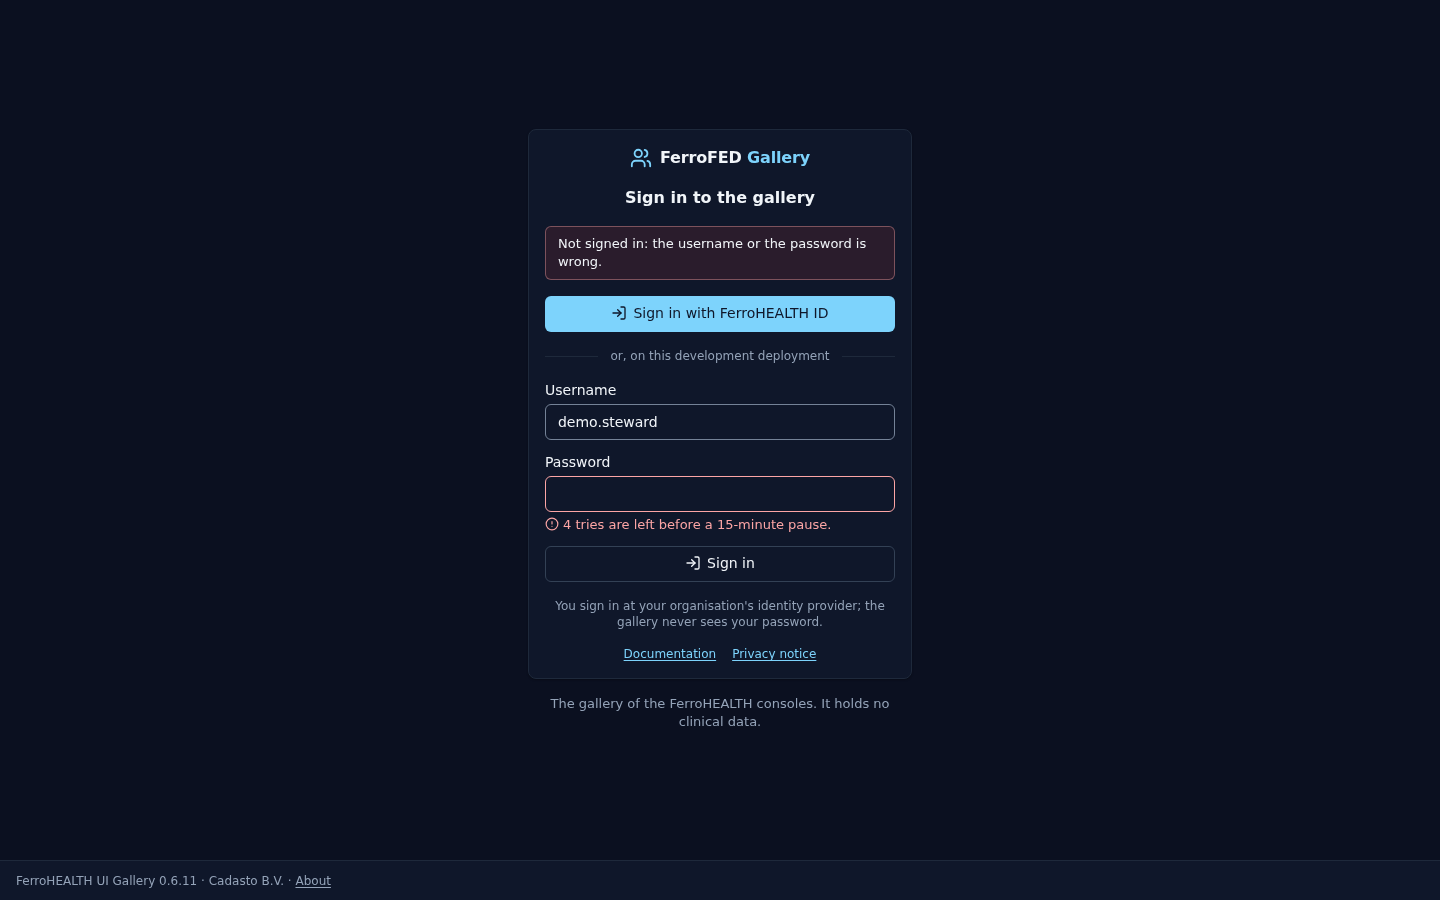 FerroFED Gallery
Sign in to the gallery
Not signed in: the username or the password is
wrong.
Sign in with FerroHEALTH ID
or, on this development deployment
Username
demo.steward
Password
4 tries are left before a 15-minute pause.
Sign in
You sign in at your organisation's identity provider; the
gallery never sees your password.
Documentation Privacy notice
The gallery of the FerroHEALTH consoles. It holds no
clinical data.
FerroHEALTH UI Gallery 0.6.11 · Cadasto B.V. · About